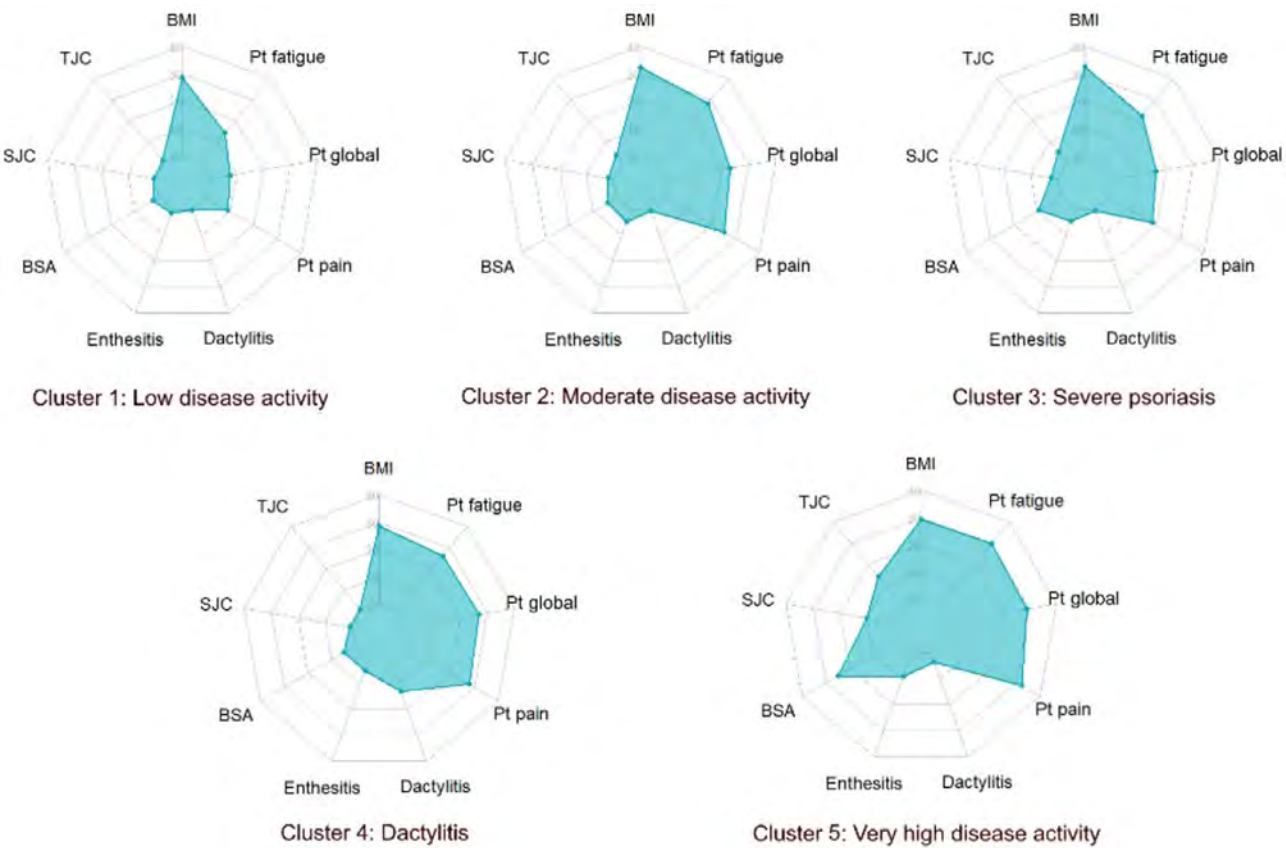 BMI
TJC
Pt fatigue
SJC
Pt global
BSA
Pt pain
Enthesitis
Dactylitis
Cluster 1: Low disease activity
BMI
TJC
Pt fatigue
SJC
Pt global
BSA
Pt pain
Enthesitis
Dactylitis
Cluster 2: Moderate disease activity
BMI
TJC
Pt fatigue
SJC
Pt global
BSA
Pt pain
Enthesitis
Dactylitis
Cluster 3: Severe psoriasis
BMI
TJC
Pt fatigue
SJC
Pt global
BSA
Pt pain
Enthesitis
Dactylitis
Cluster 4: Dactylitis
BMI
TJC
Pt fatigue
SJC
Pt global
BSA
Pt pain
Enthesitis
Dactylitis
Cluster 5: Very high disease activity